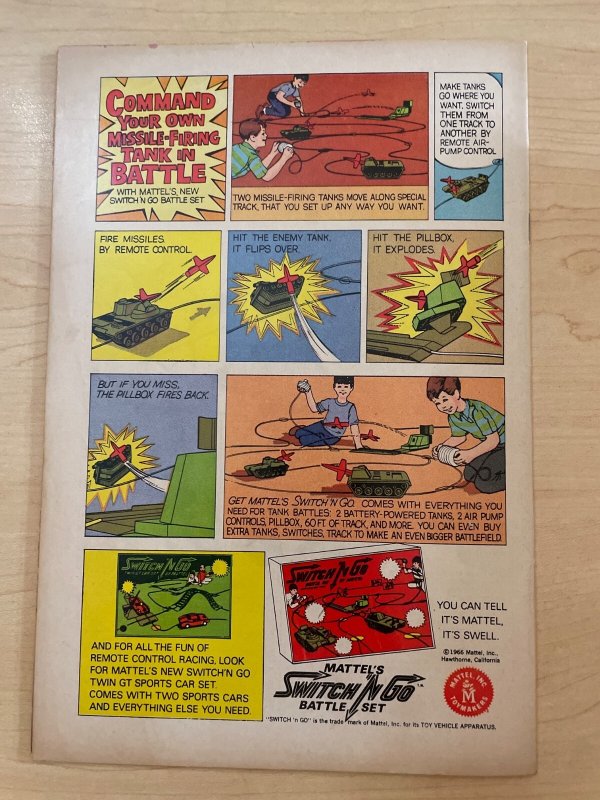 COMMAND
YOUR OWN
MISSILE-FIRING
TANK IN
BATTLE
WITH MATTEL'S NEW
SWITCH'N GO BATTLE SET
TWO MISSILE-FIRING TANKS MOVE ALONG SPECIAL
TRACK, THAT YOU SET UP ANY WAY YOU WANT.
MAKE TANKS
GO WHERE YOU
WANT. SWITCH
THEM FROM
ONE TRACK TO
ANOTHER BY
REMOTE AIR-
PUMP CONTROL
FIRE MISSILES
BY REMOTE CONTROL.
HIT THE ENEMY TANK,
IT FLIPS OVER.
HIT THE PILLBOX,
IT EXPLODES.
BUT IF YOU MISS,
THE PILLBOX FIRES BACK.
GET MATTEL'S SWITCH'N GO. COMES WITH EVERYTHING YOU
NEED FOR TANK BATTLES: 2 BATTERY-POWERED TANKS, 2 AIR PUMP
CONTROLS, PILLBOX, 60 FT. OF TRACK, AND MORE. YOU CAN EVEN BUY
EXTRA TANKS, SWITCHES, TRACK TO MAKE AN EVEN BIGGER BATTLEFIELD.
SWITCH 'N GO
AND FOR ALL THE FUN OF
REMOTE CONTROL RACING, LOOK
FOR MATTEL'S NEW SWITCH'N GO
TWIN GT SPORTS CAR SET.
COMES WITH TWO SPORTS CARS
AND EVERYTHING ELSE YOU NEED.
SWITCH 'N GO
MATTEL'S
SWITCH 'N GO
BATTLE SET
YOU CAN TELL
IT'S MATTEL,
IT'S SWELL.
©1966 Mattel, Inc.,
Hawthorne, California
MATTEL, INC.
M
TOYMAKERS
"SWITCH 'n GO" is the trade mark of Mattel, Inc. for its TOY VEHICLE APPARATUS.